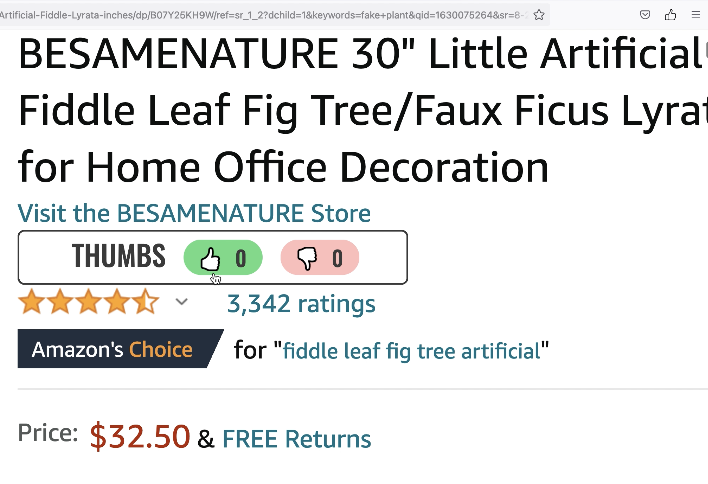 Artificial-Fiddle-Lyrata-inches/dp/B07Y25KH9W/ref=sr_1_2?dchild=1&keywords=fake+plant&qid=1630075264&sr=8-
BESAMENATURE 30" Little Artificial
Fiddle Leaf Fig Tree/Faux Ficus Lyrat
for Home Office Decoration
Visit the BESAMENATURE Store
THUMBS 0 0
3,342 ratings
Amazon's Choice for "fiddle leaf fig tree artificial"
Price: $32.50 & FREE Returns